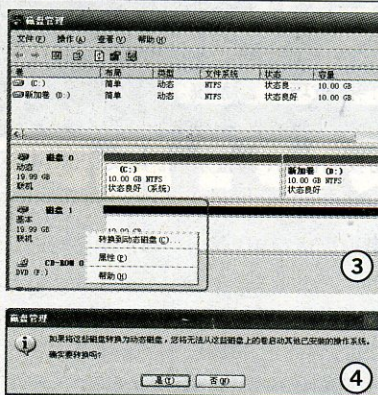 磁盘管理
文件(F) 操作(A) 查看(V) 帮助(H)
卷 布局 类型 文件系统 状态 容量
(C:) 简单 动态 NTFS 状态良... 10.00 GB
新加卷 (D:) 简单 动态 NTFS 状态良好 10.00 GB
磁盘 0
动态
19.99 GB
联机
(C:)
10.00 GB NTFS
状态良好 (系统)
新加卷 (D:)
10.00 GB NTFS
状态良好
磁盘 1
基本
19.99 GB
联机
19.99 GB
转换到动态磁盘(C)...
属性(P)
帮助(H)
CD-ROM 0
DVD (F:)
③
磁盘管理
如果将这些磁盘转换为动态磁盘，您将无法从这些磁盘上的卷启动其他已安装的操作系统。
确实要转换吗?
是(Y) 否(N)
④